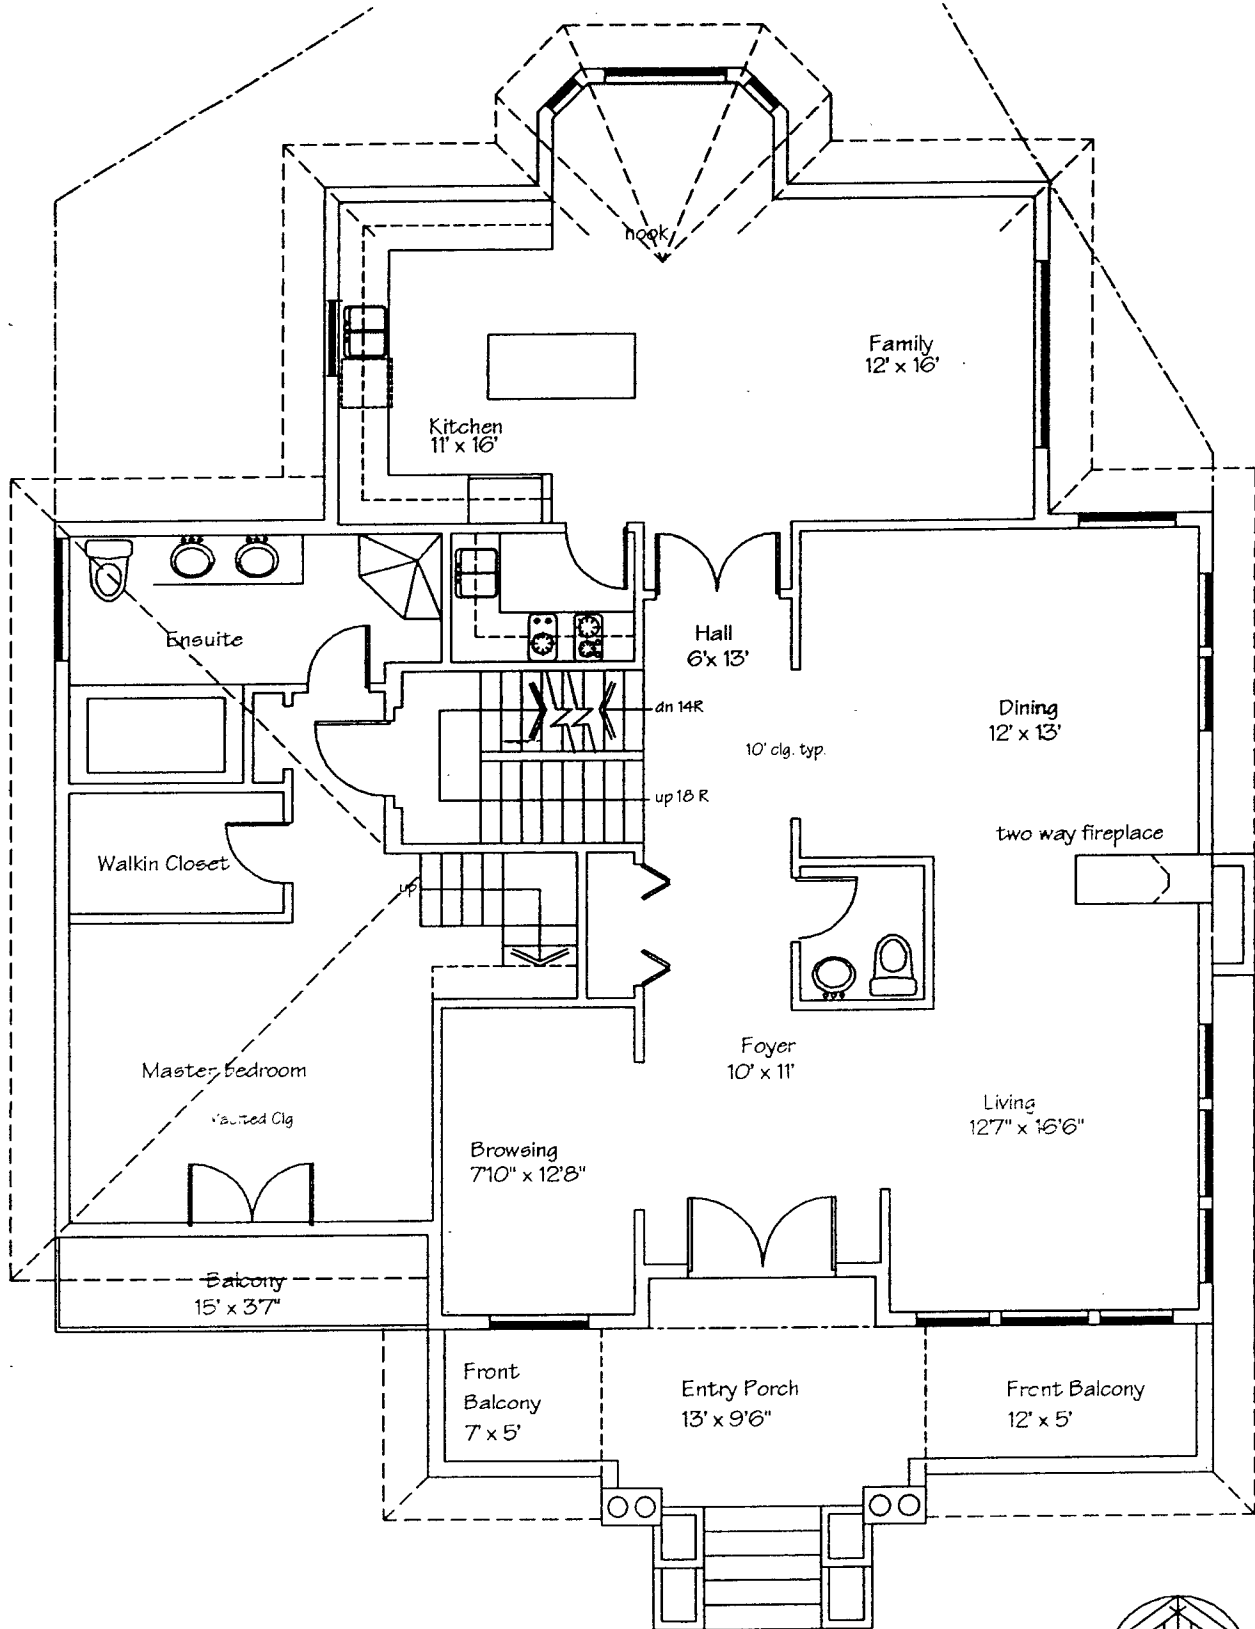 nook
Family
12' x 16'
Kitchen
11' x 16'
Ensuite
Hall
6' x 13'
dn 14R
Dining
12' x 13'
10' clg. typ.
up 18 R
two way fireplace
Walkin Closet
up
Foyer
10' x 11'
Master bedroom
Living
12'7" x 16'6"
Clg
Browsing
7'10" x 12'8"
Balcony
15' x 3'7"
Front
Balcony
7' x 5'
Entry Porch
13' x 9'6"
Front Balcony
12' x 5'